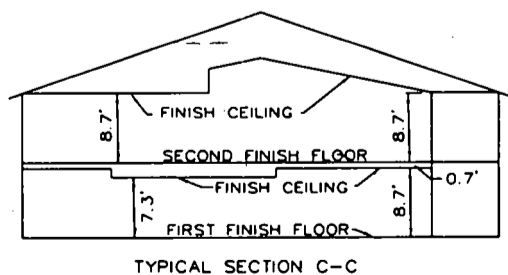 FINISH CEILING
8.7'
8.7'
SECOND FINISH FLOOR
FINISH CEILING
0.7'
7.3'
8.7'
FIRST FINISH FLOOR
TYPICAL SECTION C-C